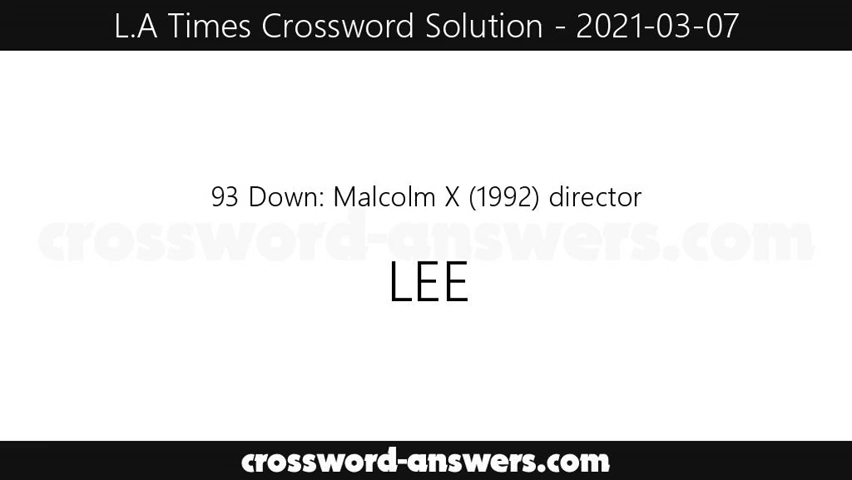 L.A Times Crossword Solution - 2021-03-07
93 Down: Malcolm X (1992) director
crossword-answers.com
LEE
crossword-answers.com